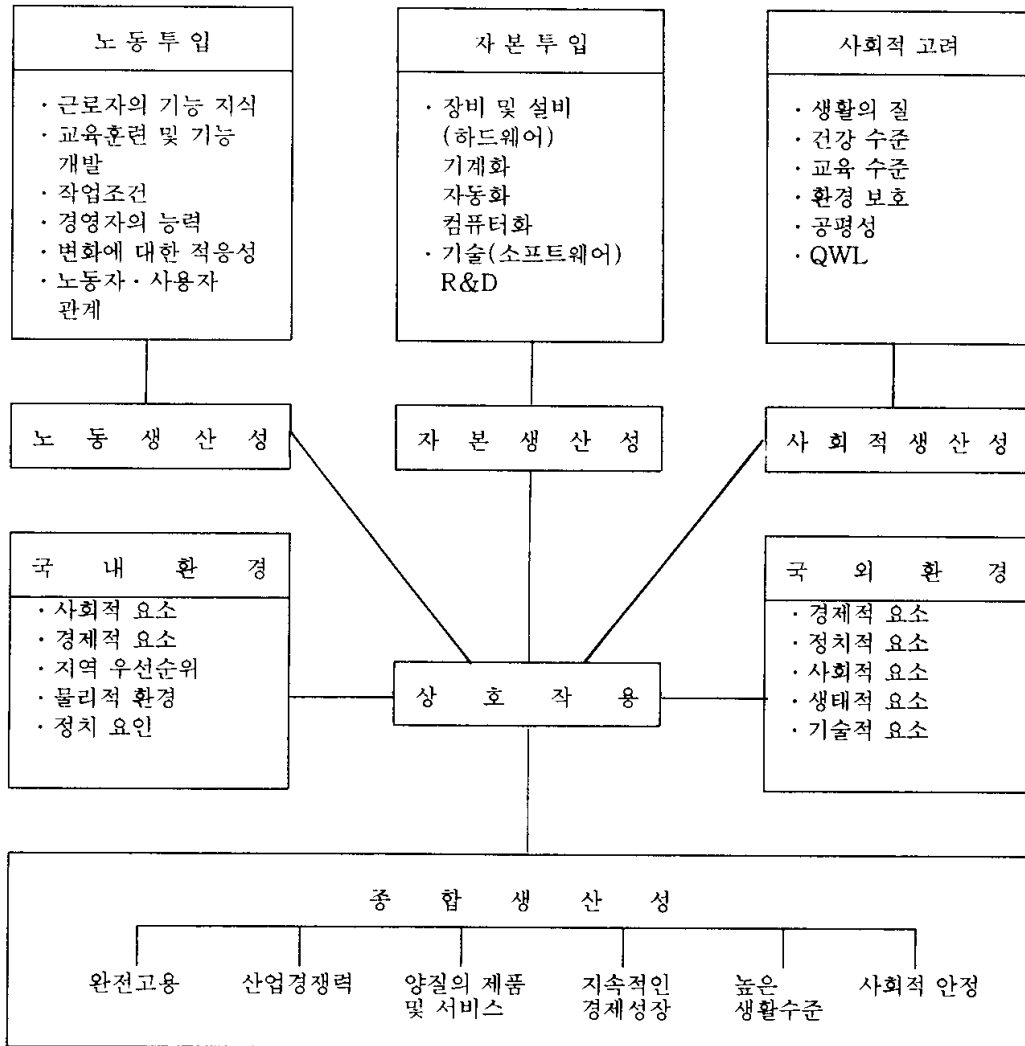 노동투입
· 근로자의 기능 지식
· 교육훈련 및 기능
개발
· 작업조건
· 경영자의 능력
· 변화에 대한 적응성
· 노동자 · 사용자
관계
자본투입
· 장비 및 설비
(하드웨어)
기계화
자동화
컴퓨터화
· 기술(소프트웨어)
R&D
사회적 고려
· 생활의 질
· 건강 수준
· 교육 수준
· 환경 보호
· 공평성
· QWL
노동생산성
자본생산성
사회적생산성
국내환경
· 사회적 요소
· 경제적 요소
· 지역 우선순위
· 물리적 환경
· 정치 요인
상호작용
국외환경
· 경제적 요소
· 정치적 요소
· 사회적 요소
· 생태적 요소
· 기술적 요소
종합생산성
완전고용
산업경쟁력
양질의 제품
및 서비스
지속적인
경제성장
높은
생활수준
사회적 안정